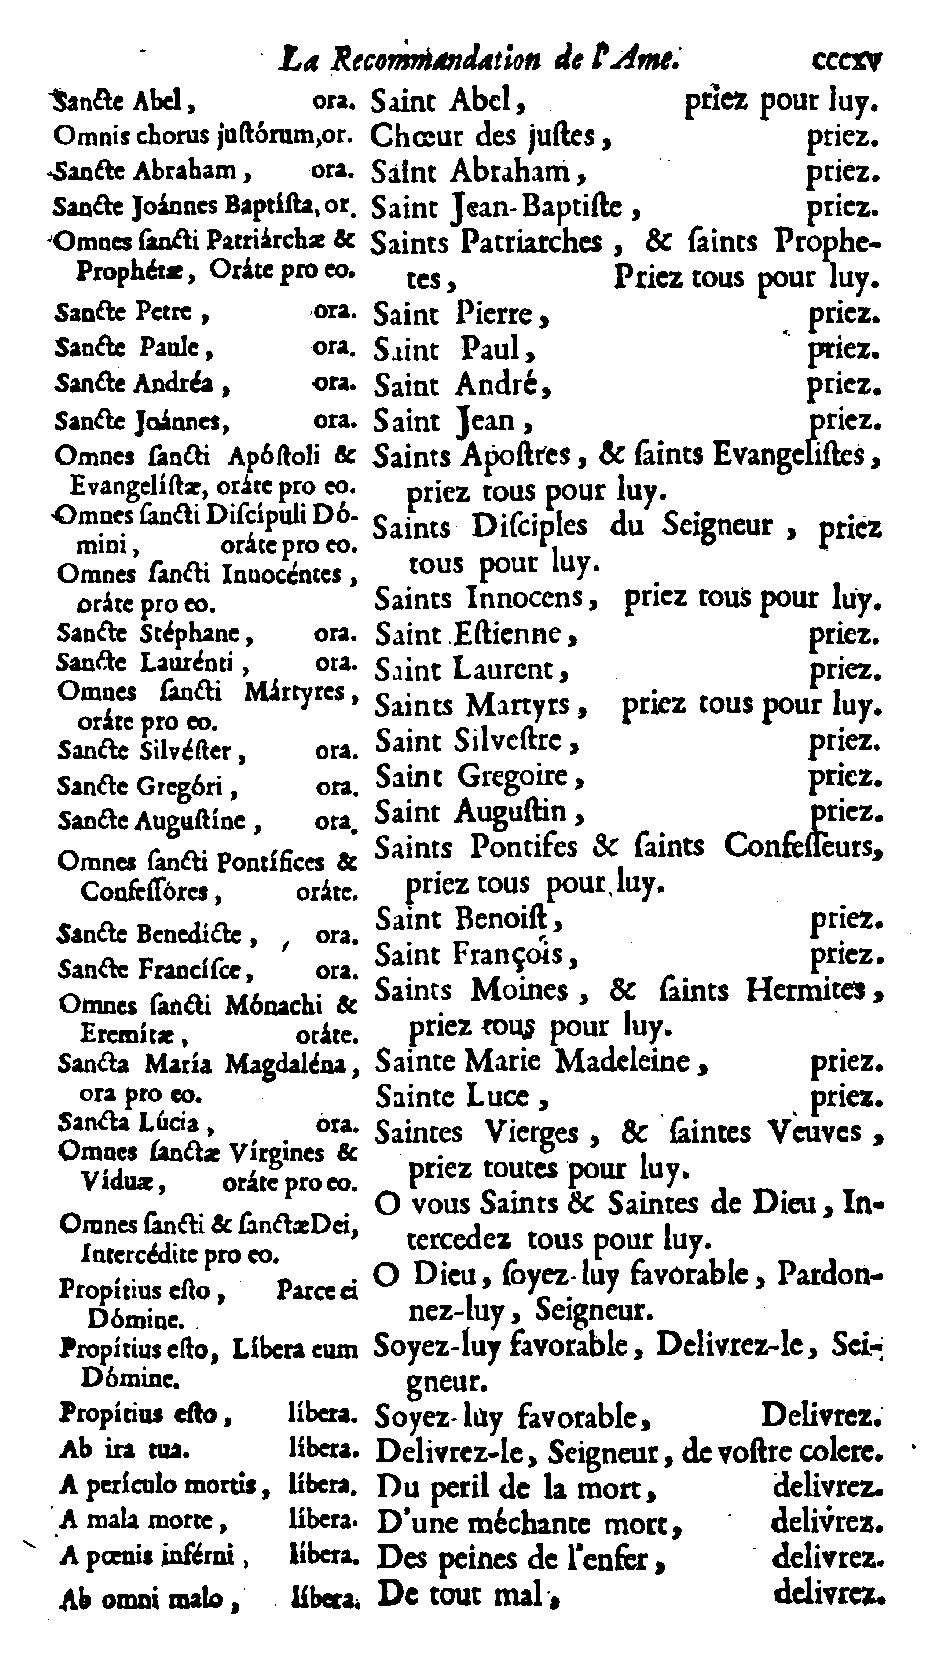 La Recommandation de l'Ame. cccxv
Sancte Abel, ora.
Omnis chorus juſtórum, or.
Sancte Abraham, ora.
Sancte Joánnes Baptíſta, or.
Omnes ſancti Patriárchæ &
Prophétæ, Oráte pro eo.
Sancte Petre, ora.
Sancte Paule, ora.
Sancte Andréa, ora.
Sancte Joánnes, ora.
Omnes ſancti Apóſtoli &
Evangelíſtæ, oráte pro eo.
Omnes ſancti Diſcípuli Dó-
mini, oráte pro eo.
Omnes ſancti Innocéntes,
oráte pro eo.
Sancte Stéphane, ora.
Sancte Laurénti, ora.
Omnes ſancti Mártyres,
oráte pro eo.
Sancte Silvéſter, ora.
Sancte Gregóri, ora.
Sancte Auguſtíne, ora.
Omnes ſancti Pontífices &
Confeſſóres, oráte.
Sancte Benedícte, ora.
Sancte Francíſce, ora.
Omnes ſancti Mónachi &
Eremítæ, oráte.
Sancta María Magdaléna,
ora pro eo.
Sancta Lúcia, ora.
Omnes ſanctæ Vírgines &
Víduæ, oráte pro eo.
Omnes ſancti & ſanctæ Dei,
Intercédite pro eo.
Propítius eſto, Parce ei
Dómine.
Propítius eſto, Líbera eum
Dómine.
Propítius eſto, líbera.
Ab ira tua. líbera.
A perículo mortis, líbera.
A mala morte, líbera.
A pœnis inférni, líbera.
Ab omni malo, líbera.
Saint Abel, priez pour luy.
Chœur des juſtes, priez.
Saint Abraham, priez.
Saint Jean-Baptiſte, priez.
Saints Patriarches, & ſaints Prophe-
tes, Priez tous pour luy.
Saint Pierre, priez.
Saint Paul, priez.
Saint André, priez.
Saint Jean, priez.
Saints Apoſtres, & ſaints Evangeliſtes,
priez tous pour luy.
Saints Diſciples du Seigneur, priez
tous pour luy.
Saints Innocens, priez tous pour luy.
Saint Eſtienne, priez.
Saint Laurent, priez.
Saints Martyrs, priez tous pour luy.
Saint Silveſtre, priez.
Saint Gregoire, priez.
Saint Auguſtin, priez.
Saints Pontifes & ſaints Confeſſeurs,
priez tous pour luy.
Saint Benoiſt, priez.
Saint François, priez.
Saints Moines, & ſaints Hermites,
priez tous pour luy.
Sainte Marie Madeleine, priez.
Sainte Luce, priez.
Saintes Vierges, & ſaintes Veuves,
priez toutes pour luy.
O vous Saints & Saintes de Dieu, In-
tercedez tous pour luy.
O Dieu, ſoyez-luy favorable, Pardon-
nez-luy, Seigneur.
Soyez-luy favorable, Delivrez-le, Sei-
gneur.
Soyez-luy favorable, Delivrez.
Delivrez-le, Seigneur, de voſtre colere.
Du peril de la mort, delivrez.
D'une méchante mort, delivrez.
Des peines de l'enfer, delivrez.
De tout mal, delivrez.